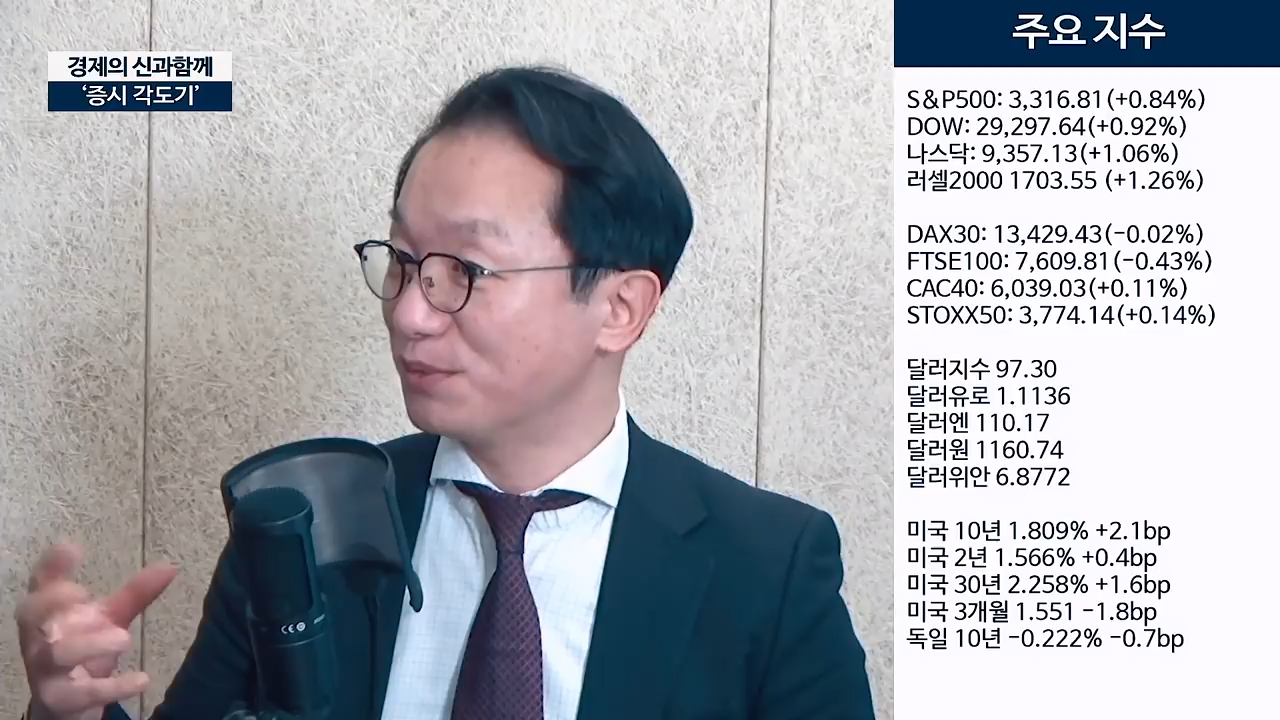 경제의 신과함께
‘증시 각도기’
주요 지수
S&P500: 3,316.81(+0.84%)
DOW: 29,297.64(+0.92%)
나스닥: 9,357.13(+1.06%)
러셀2000 1703.55 (+1.26%)
DAX30: 13,429.43(-0.02%)
FTSE100: 7,609.81(-0.43%)
CAC40: 6,039.03(+0.11%)
STOXX50: 3,774.14(+0.14%)
달러지수 97.30
달러유로 1.1136
달러엔 110.17
달러원 1160.74
달러위안 6.8772
미국 10년 1.809% +2.1bp
미국 2년 1.566% +0.4bp
미국 30년 2.258% +1.6bp
미국 3개월 1.551 -1.8bp
독일 10년 -0.222% -0.7bp
CE